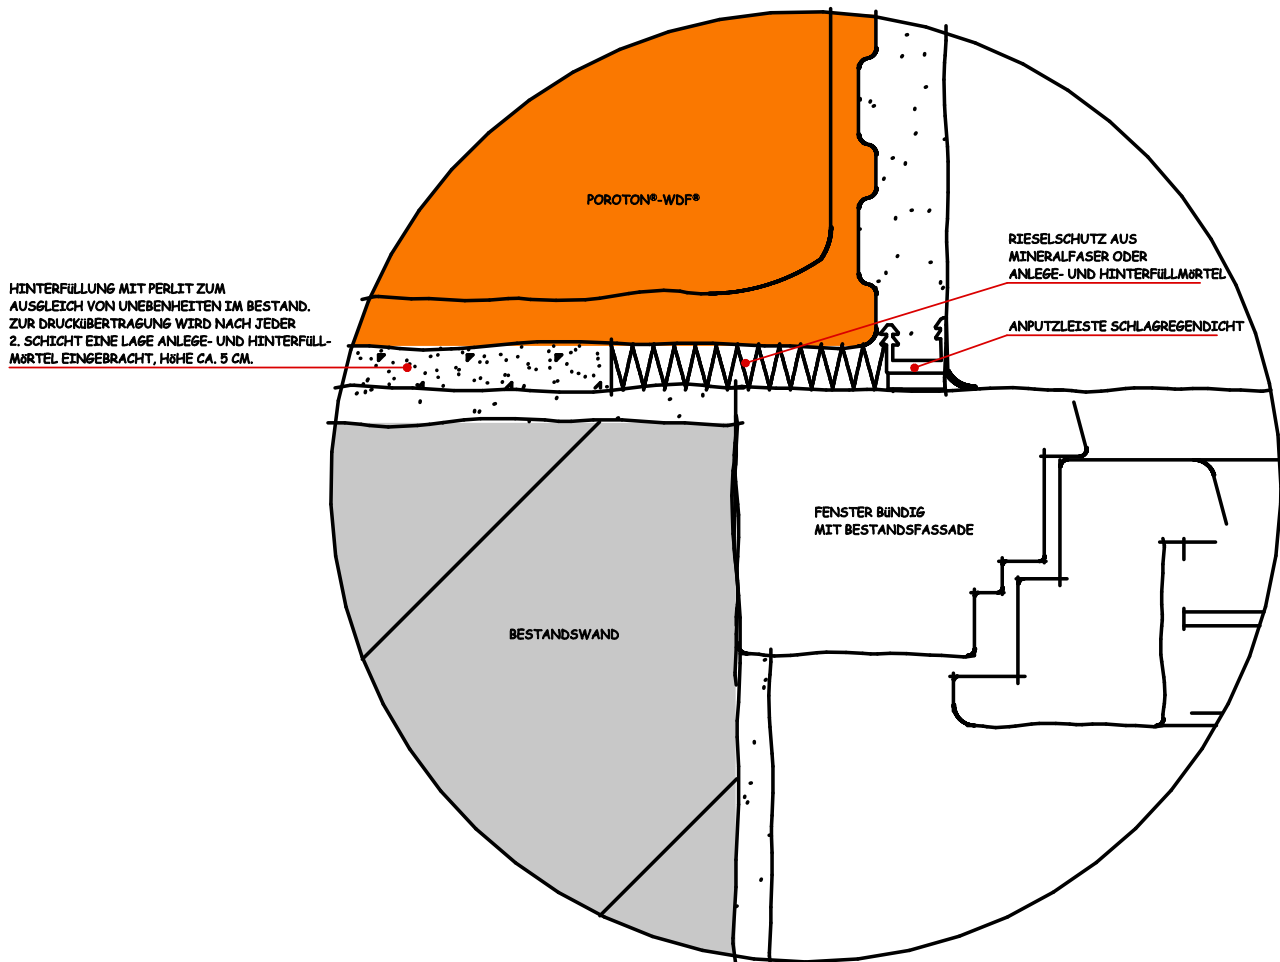 POROTON®-WDF®
RIESELSCHUTZ AUS
MINERALFASER ODER
ANLEGE- UND HINTERFÜLLMÖRTEL
HINTERFÜLLUNG MIT PERLIT ZUM
AUSGLEICH VON UNEBENHEITEN IM BESTAND.
ZUR DRUCKÜBERTRAGUNG WIRD NACH JEDER
2. SCHICHT EINE LAGE ANLEGE- UND HINTERFÜLL-
MÖRTEL EINGEBRACHT, HÖHE CA. 5 CM.
ANPUTZLEISTE SCHLAGREGENDICHT
FENSTER BÜNDIG
MIT BESTANDSFASSADE
BESTANDSWAND